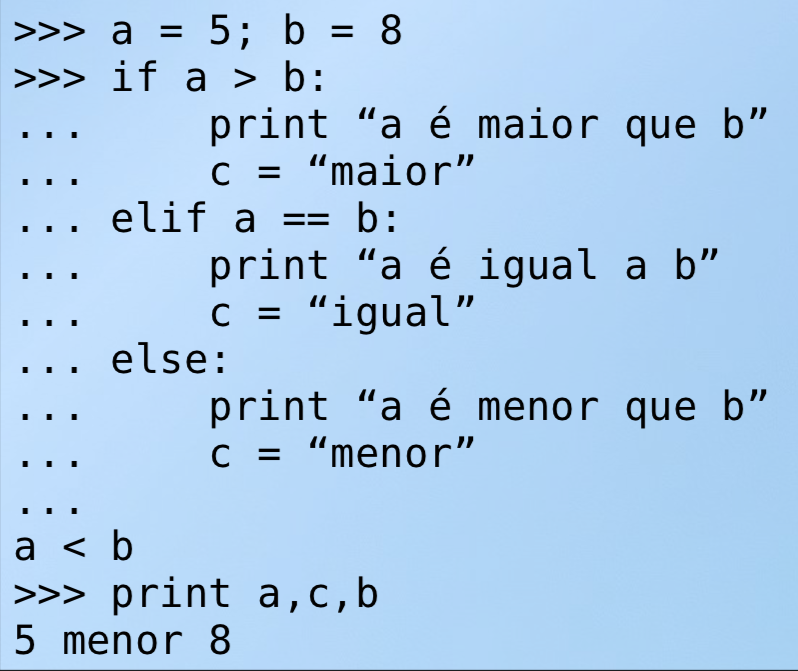 >>> a = 5; b = 8
>>> if a > b:
...     print “a é maior que b”
...     c = “maior”
... elif a == b:
...     print “a é igual a b”
...     c = “igual”
... else:
...     print “a é menor que b”
...     c = “menor”
...
a < b
>>> print a,c,b
5 menor 8